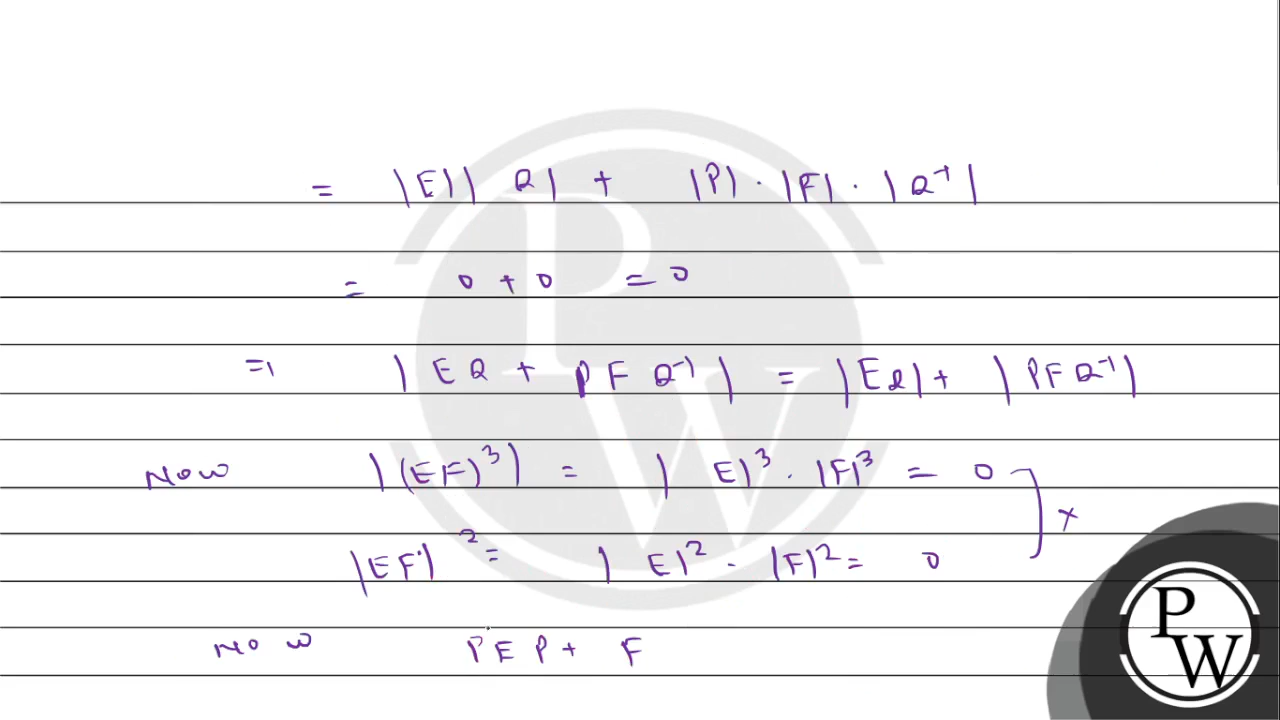 = |E| |Q| + |P| · |F| · |Q⁻¹|
= 0 + 0 = 0
⇒ |EQ + PFQ⁻¹| = |EQ| + |PFQ⁻¹|
Now |(EF)³| = |E|³ · |F|³ = 0
x
|EF|² = |E|² · |F|² = 0
Now PEP + F
PW
PW